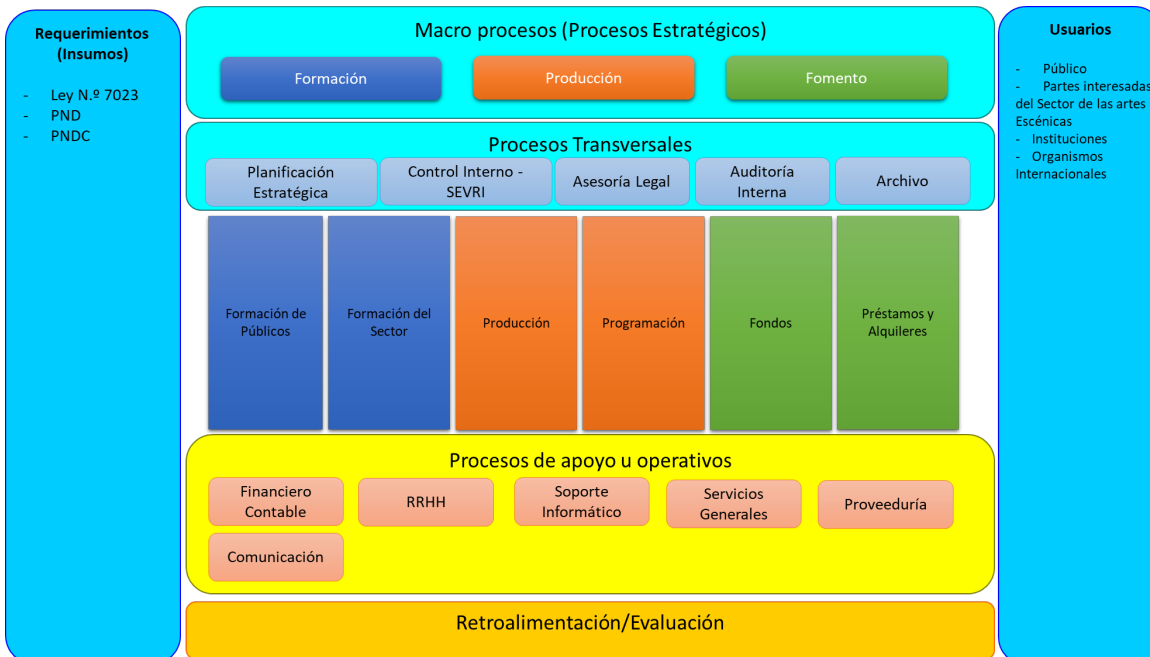 Requerimientos
(Insumos)
- Ley N.º 7023
- PND
- PNDC
Macro procesos (Procesos Estratégicos)
Formación
Producción
Fomento
Procesos Transversales
Planificación
Estratégica
Control Interno -
SEVRI
Asesoría Legal
Auditoría
Interna
Archivo
Formación de
Públicos
Formación del
Sector
Producción
Programación
Fondos
Préstamos y
Alquileres
Procesos de apoyo u operativos
Financiero
Contable
RRHH
Soporte
Informático
Servicios
Generales
Proveeduría
Comunicación
Retroalimentación/Evaluación
Usuarios
- Público
- Partes interesadas
del Sector de las artes
Escénicas
- Instituciones
- Organismos
Internacionales